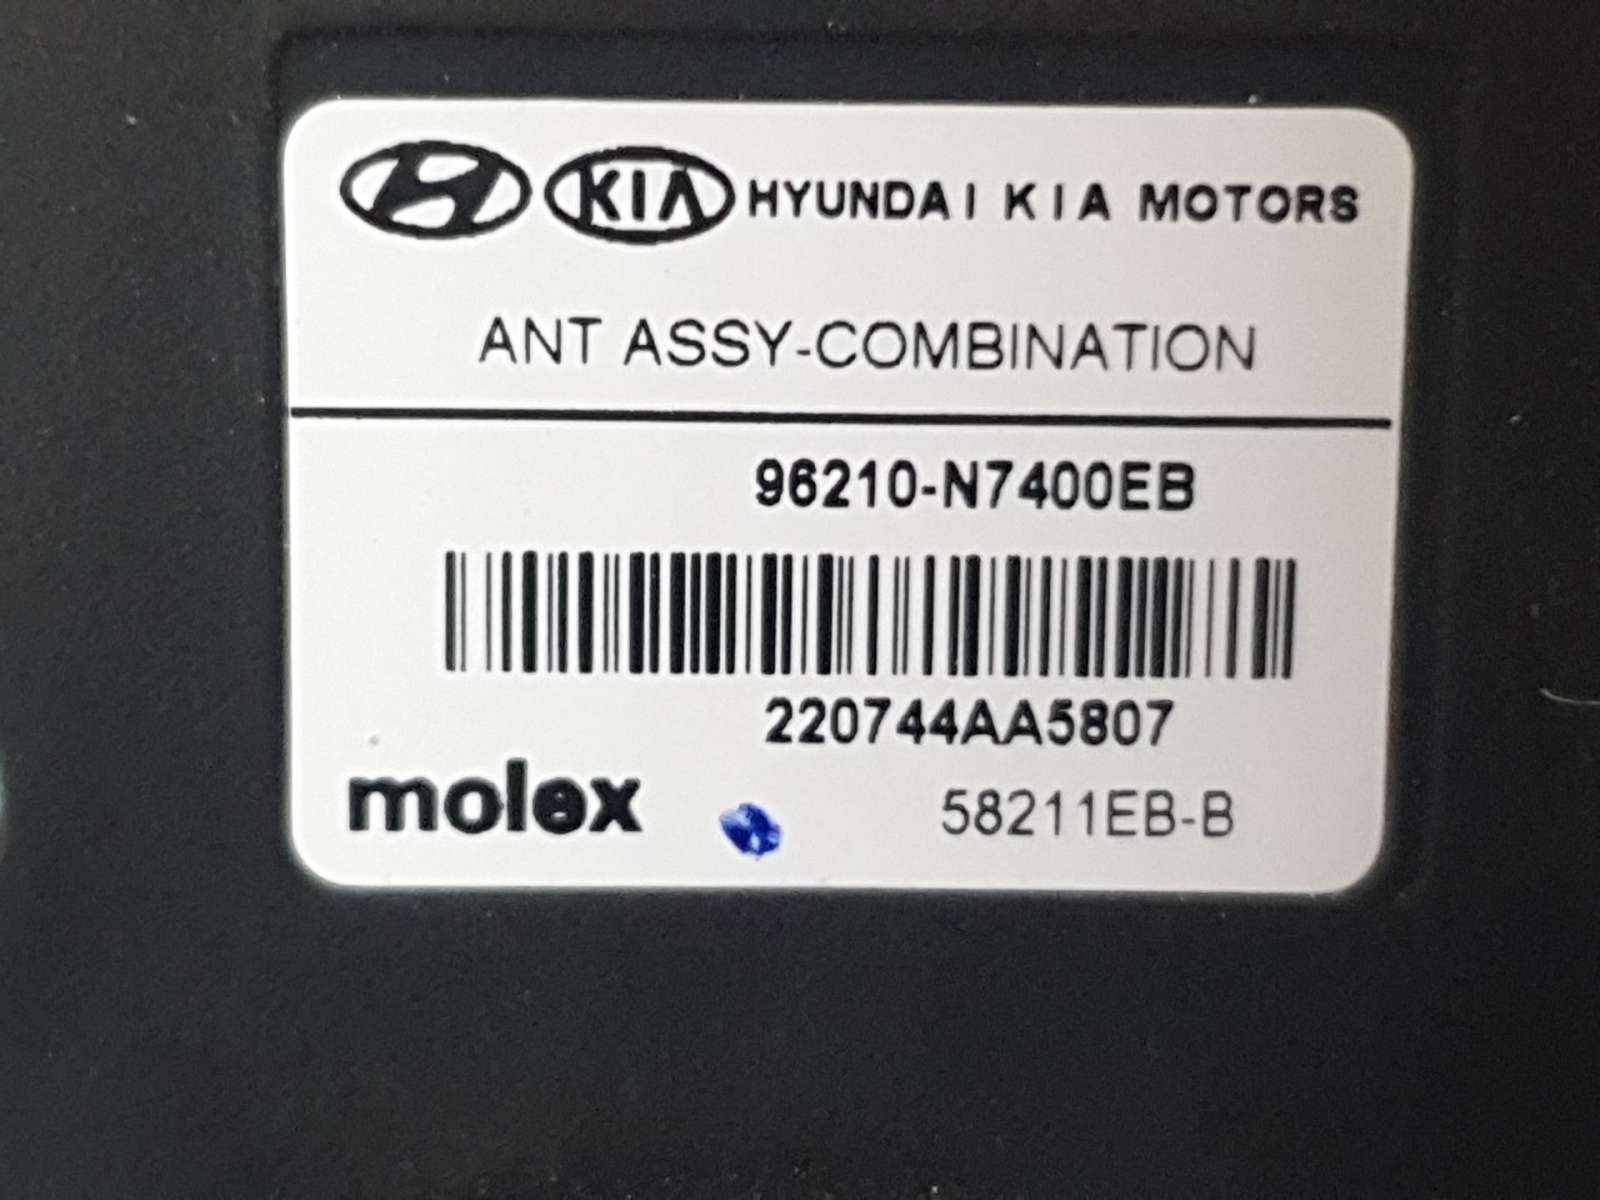 KIA HYUNDAI KIA MOTORS
ANT ASSY-COMBINATION
96210-N7400EB
220744AA5807
molex 58211EB-B